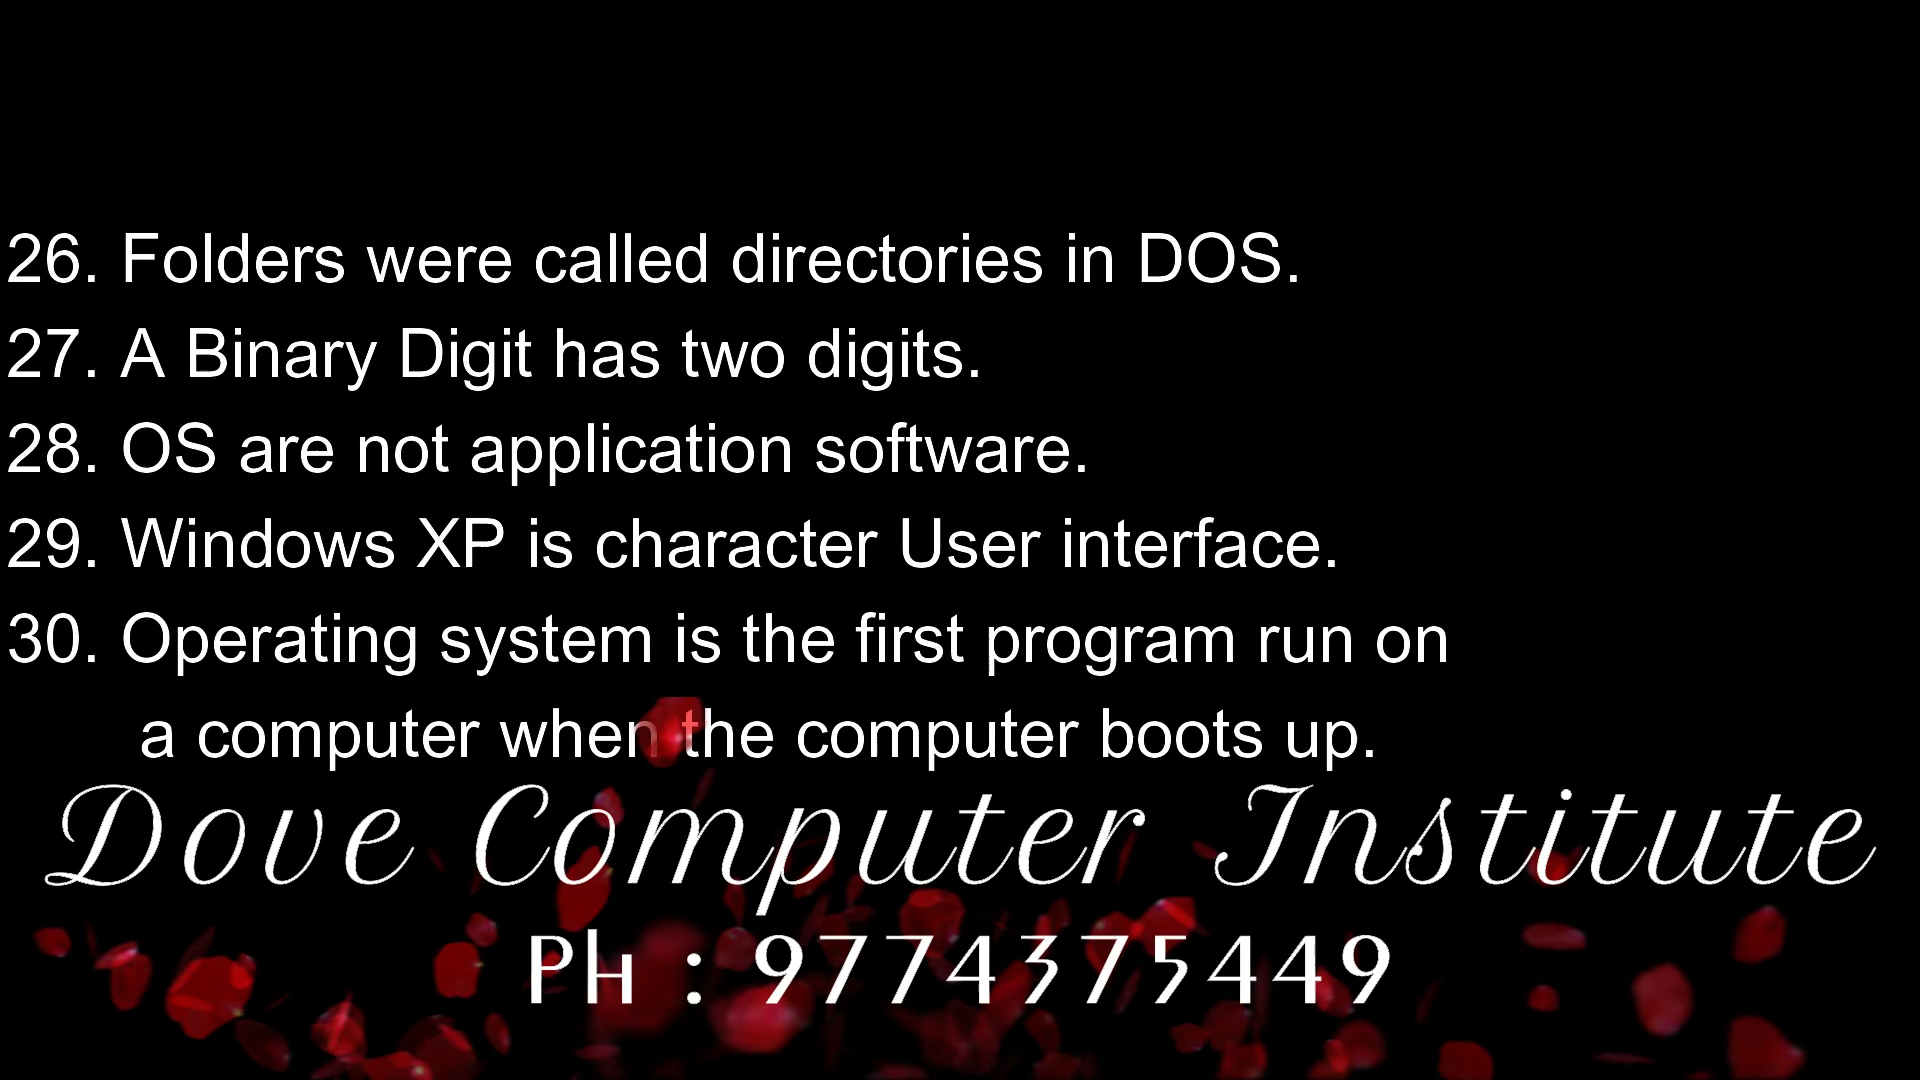 26. Folders were called directories in DOS.
27. A Binary Digit has two digits.
28. OS are not application software.
29. Windows XP is character User interface.
30. Operating system is the first program run on
a computer when the computer boots up.
Dove Computer Institute
Ph : 9774375449